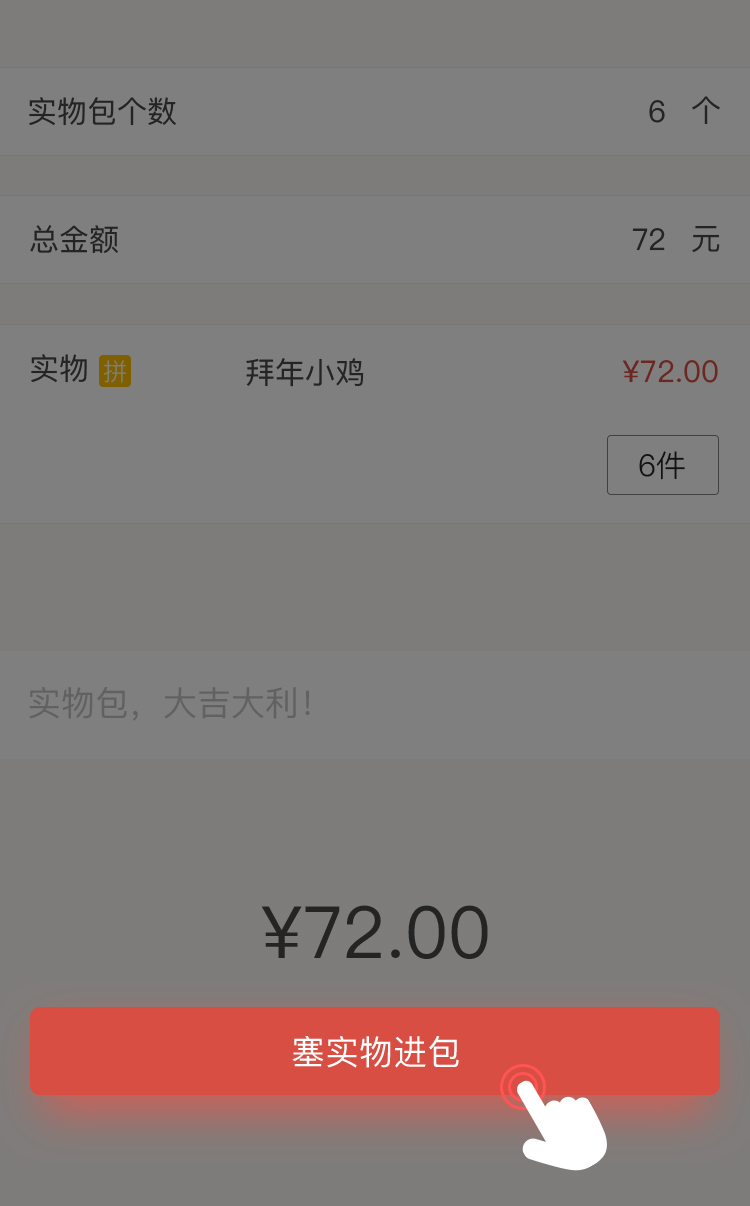 实物包个数 6 个
总金额 72 元
实物 拼 拜年小鸡 ¥72.00
6件
实物包，大吉大利！
¥72.00
塞实物进包